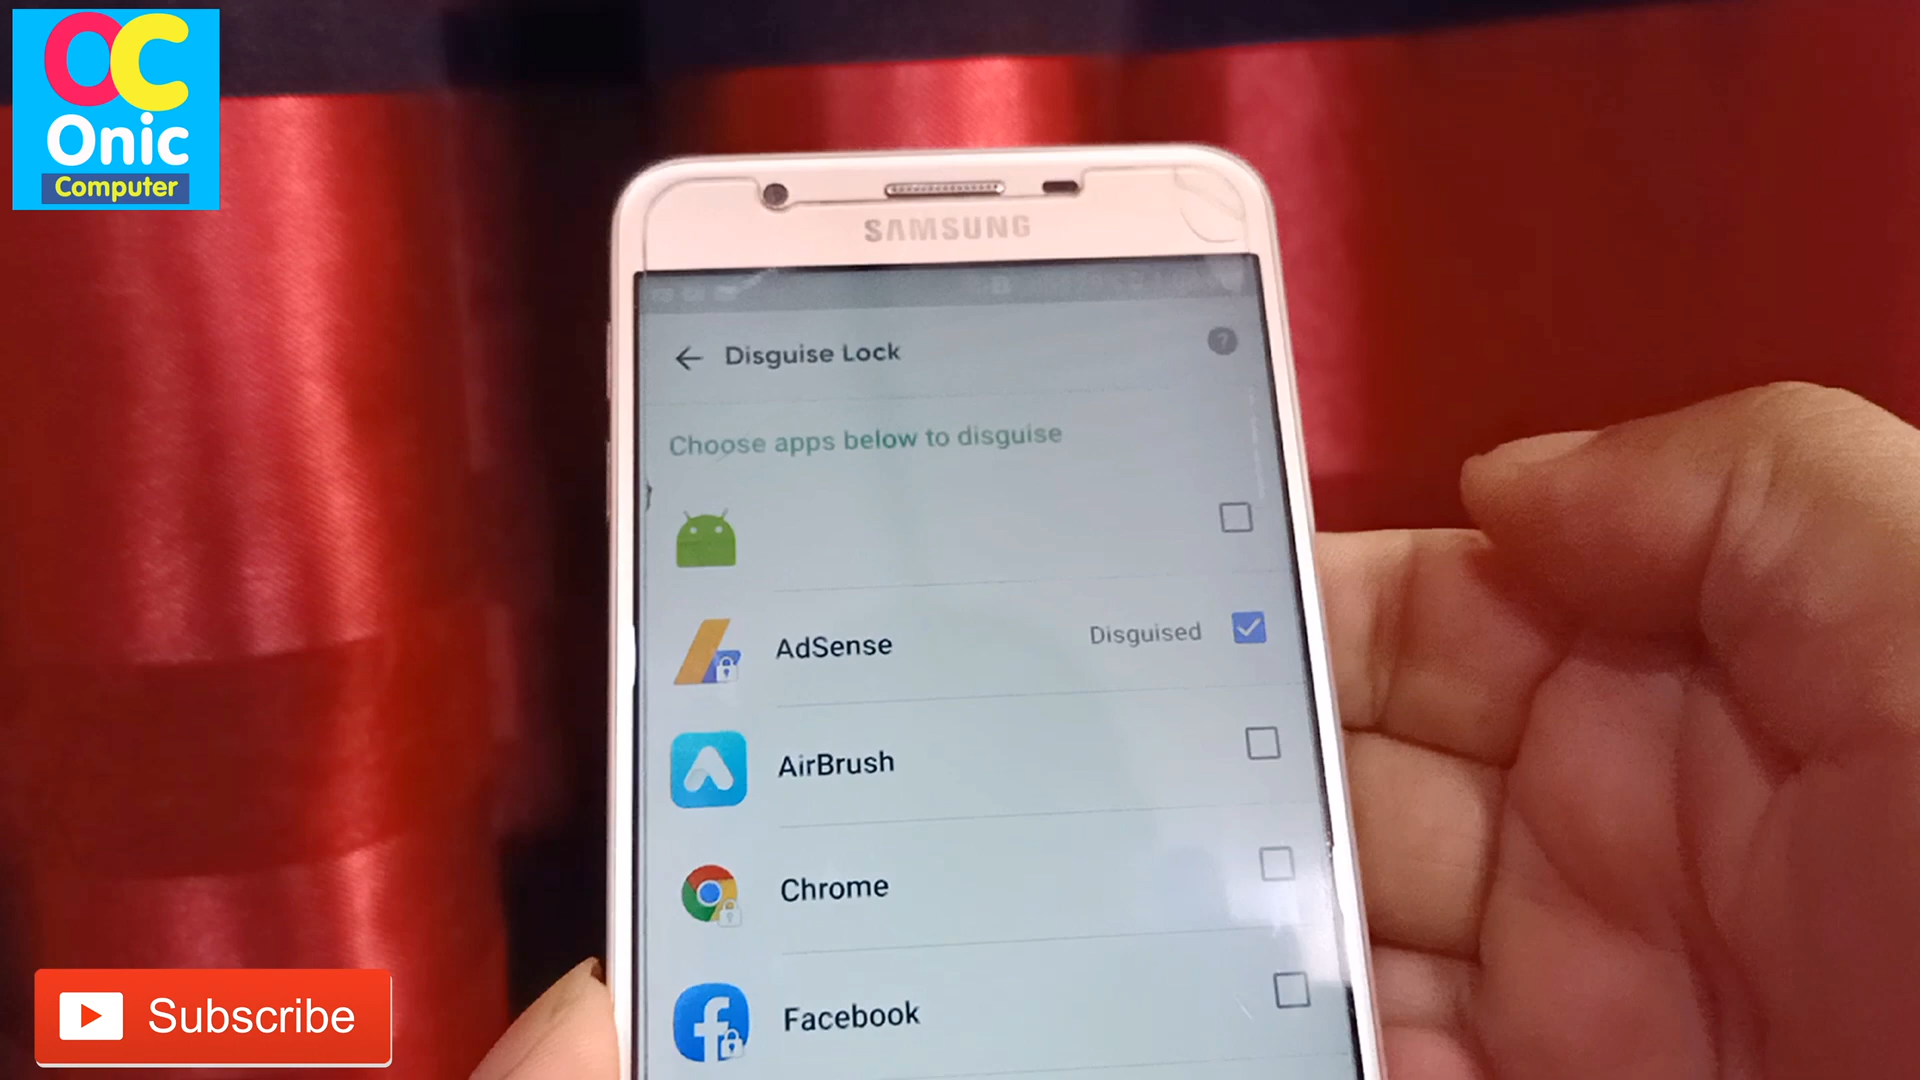 OC
Onic
Computer
SAMSUNG
Disguise Lock
?
Choose apps below to disguise
AdSense Disguised
AirBrush
Chrome
Facebook
Subscribe